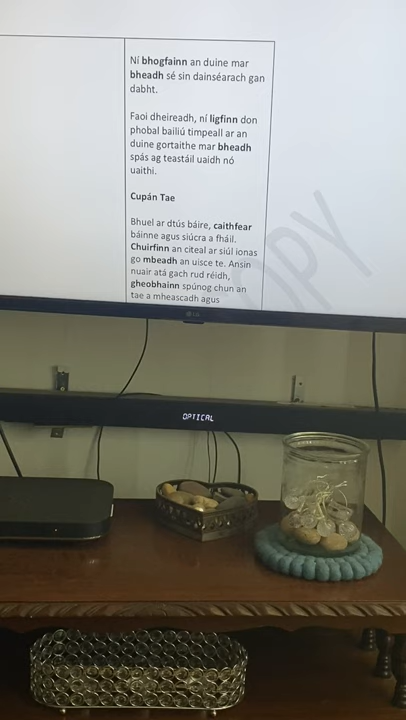 Ní bhogfainn an duine mar
bheadh sé sin dainséarach gan
dabht.
Faoi dheireadh, ní ligfinn don
phobal bailiú timpeall ar an
duine gortaithe mar bheadh
spás ag teastáil uaidh nó
uaithi.
Cupán Tae
Bhuel ar dtús báire, caithfear
báinne agus siúcra a fháil.
Chuirfinn an citeal ar siúl ionas
go mbeadh an uisce te. Ansin
nuair atá gach rud réidh,
gheobhainn spúnog chun an
tae a mheascadh agus
LG
OPTICAL